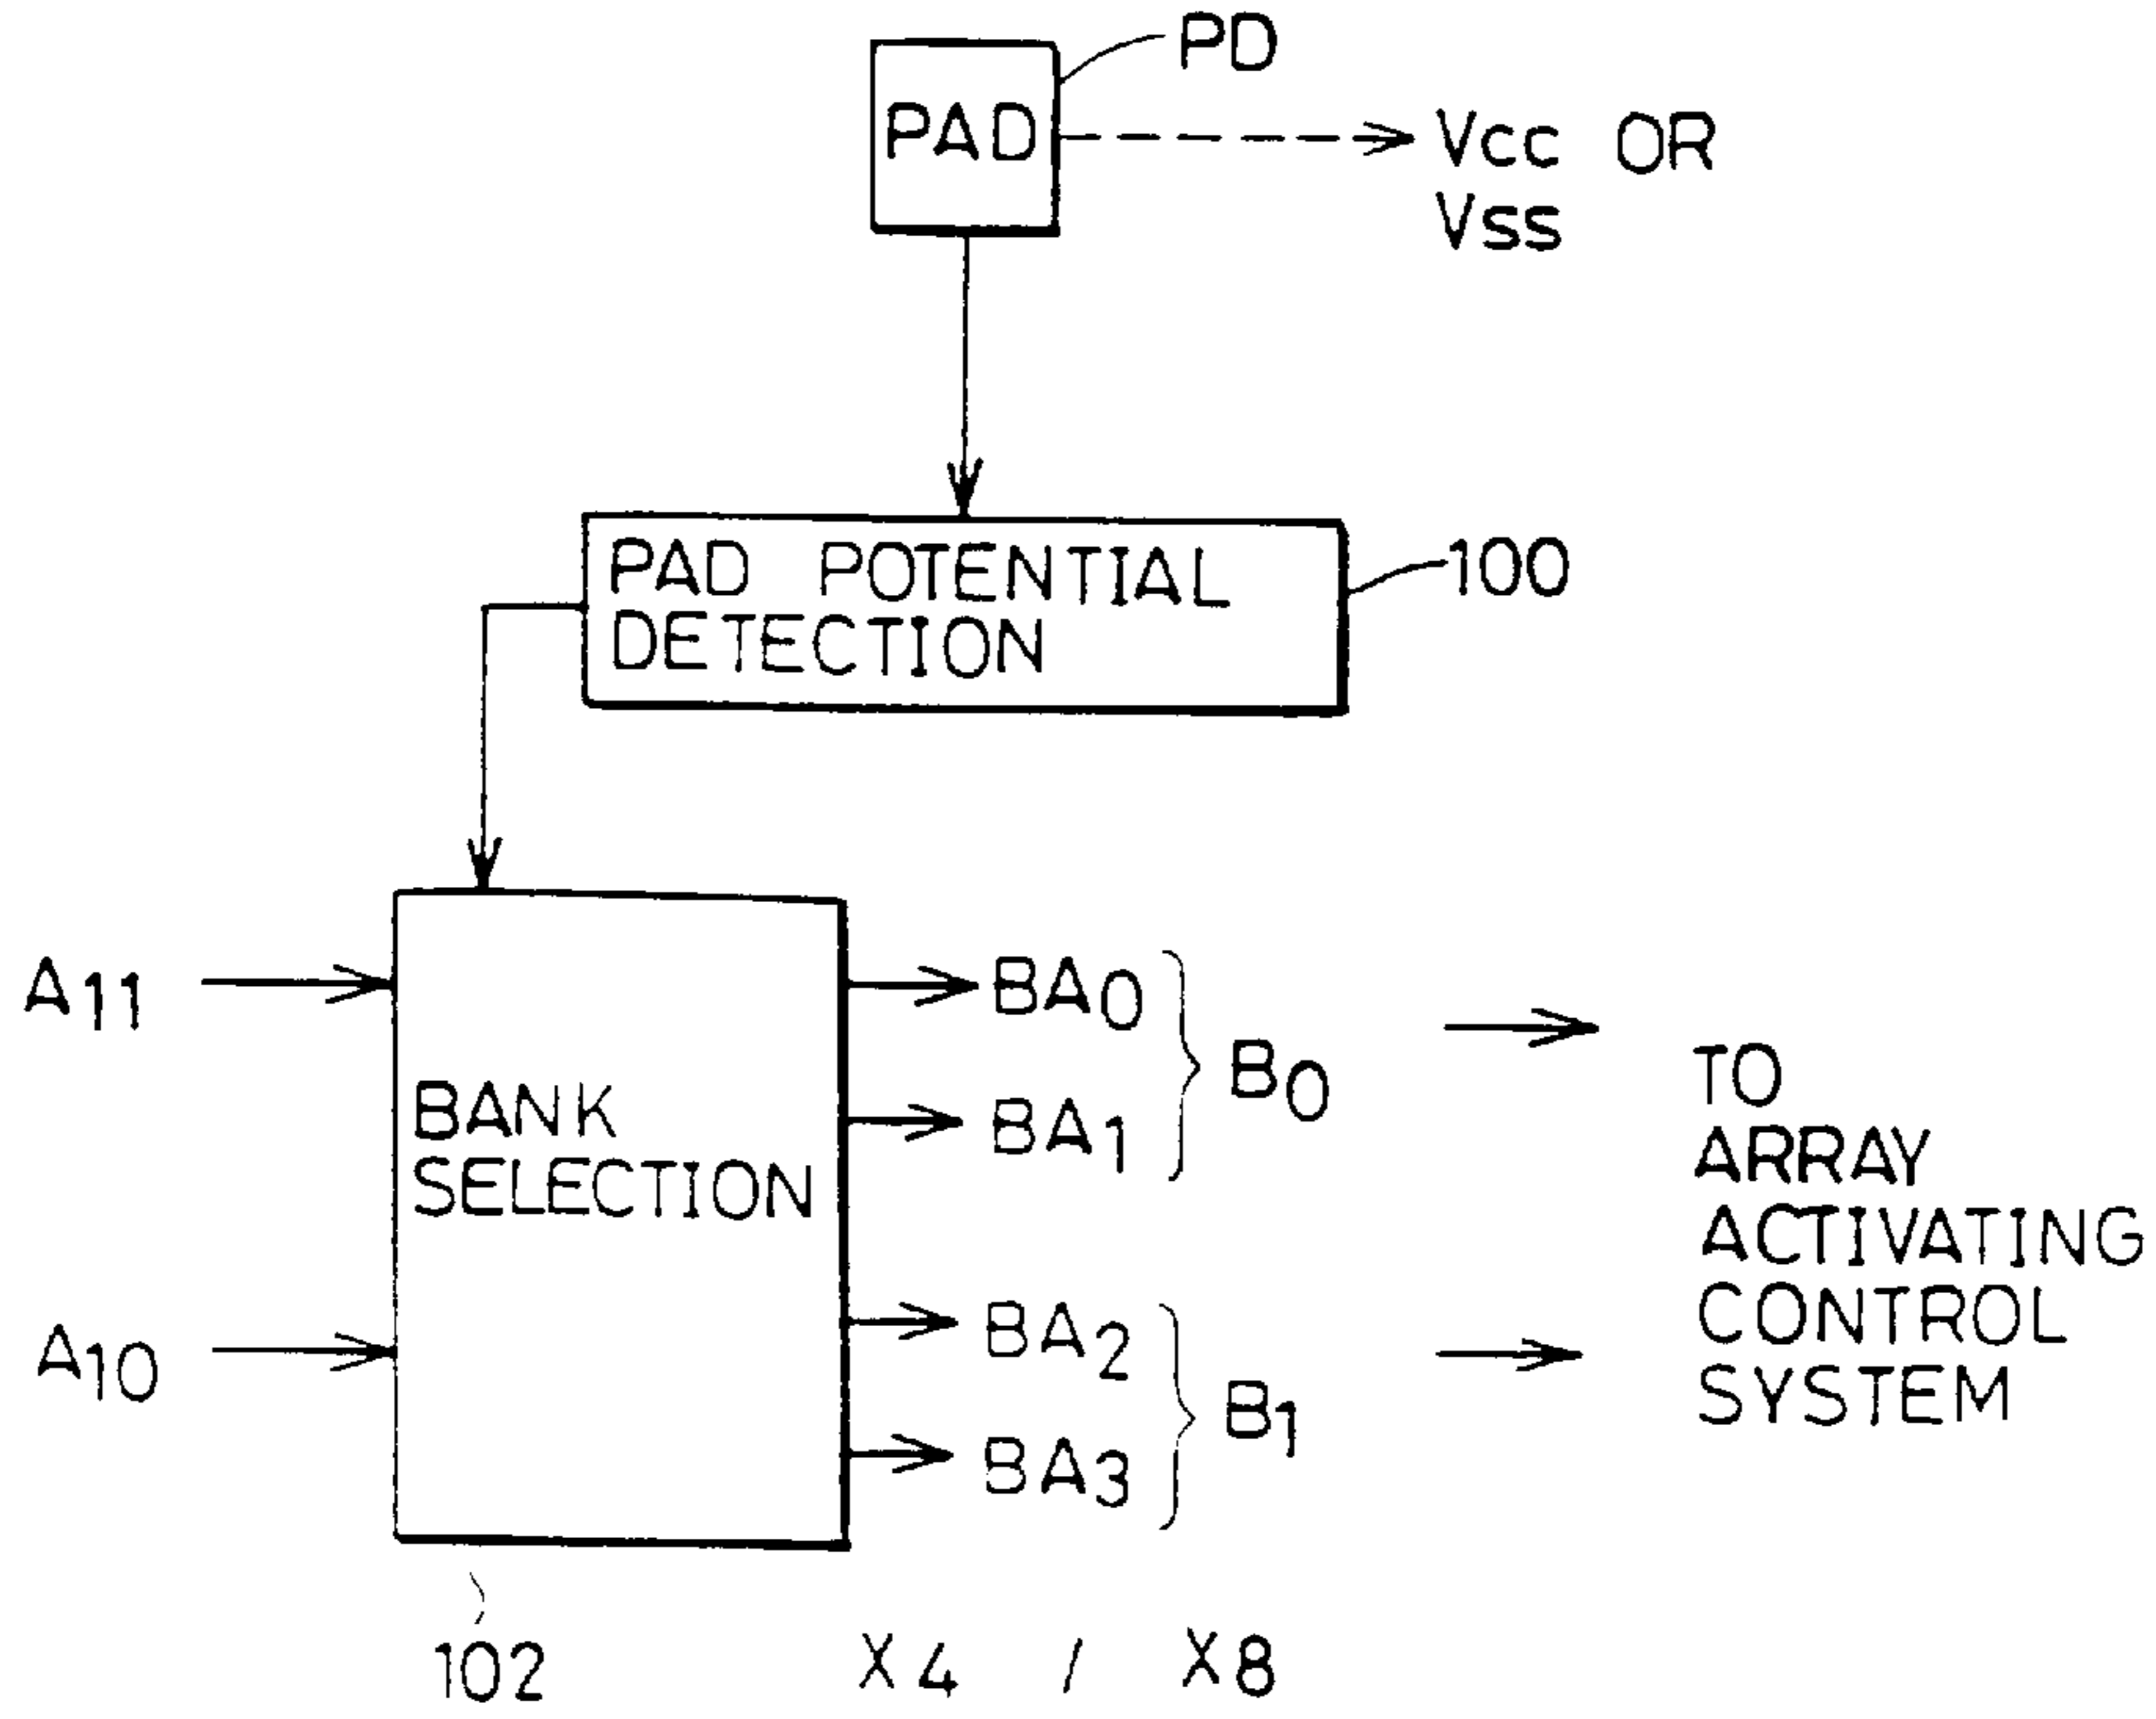 PD
PAD
Vcc OR
Vss
PAD POTENTIAL
DETECTION
100
A11
BANK
SELECTION
A10
BA0
BA1
B0
BA2
BA3
B1
TO
ARRAY
ACTIVATING
CONTROL
SYSTEM
102
X4 / X8